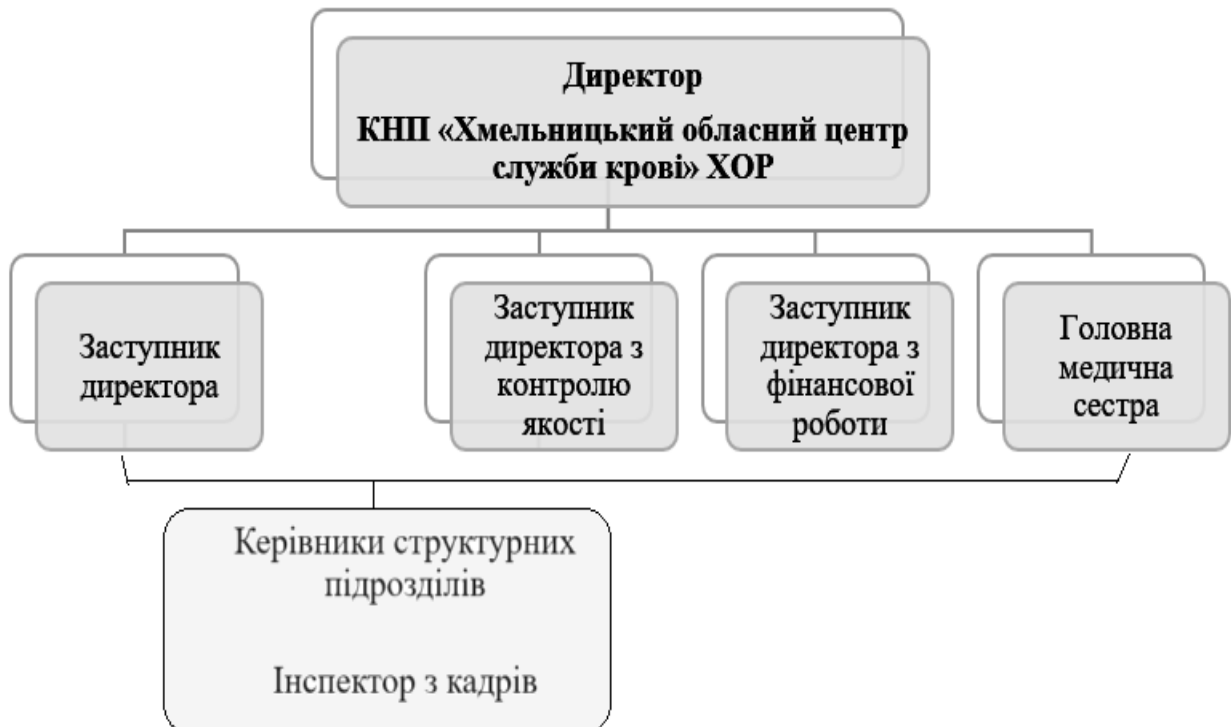 Директор
КНП «Хмельницький обласний центр
служби крові» ХОР
Заступник
директора
Заступник
директора з
контролю
якості
Заступник
директора з
фінансової
роботи
Головна
медична
сестра
Керівники структурних
підрозділів
Інспектор з кадрів